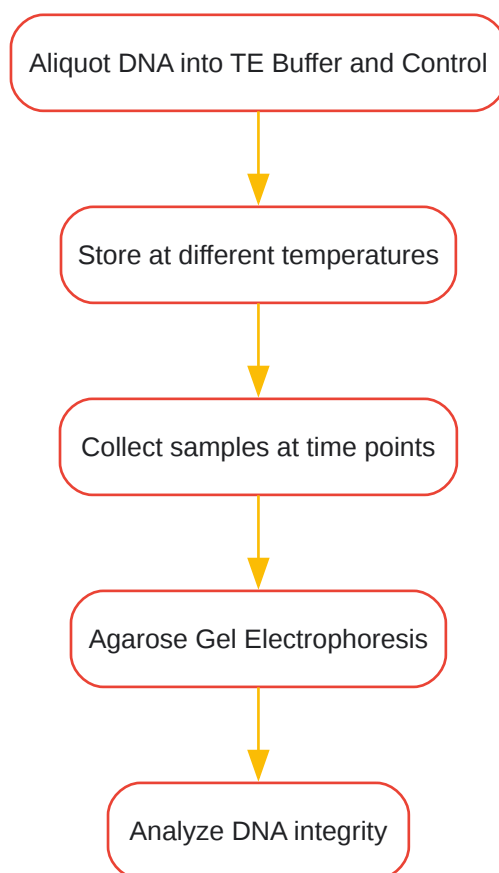 Aliquot DNA into TE Buffer and Control
Store at different temperatures
Collect samples at time points
Agarose Gel Electrophoresis
Analyze DNA integrity